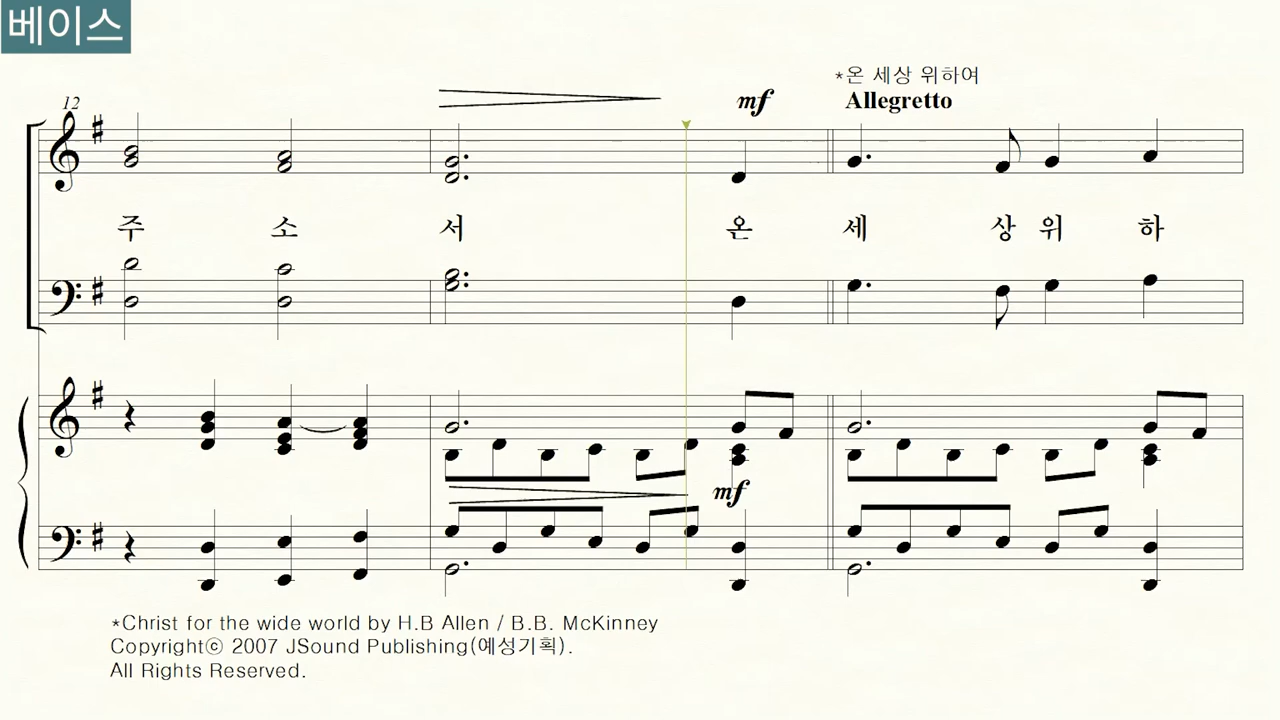 베이스
*온 세상 위하여
12
mf
Allegretto
주 소 서 온 세 상 위 하
mf
*Christ for the wide world by H.B Allen / B.B. McKinney
Copyrightⓒ 2007 JSound Publishing(예성기획).
All Rights Reserved.